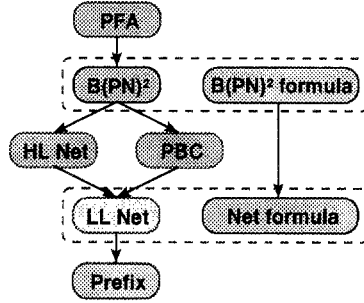 PFA
B(PN)² B(PN)² formula
HL Net PBC
LL Net Net formula
Prefix